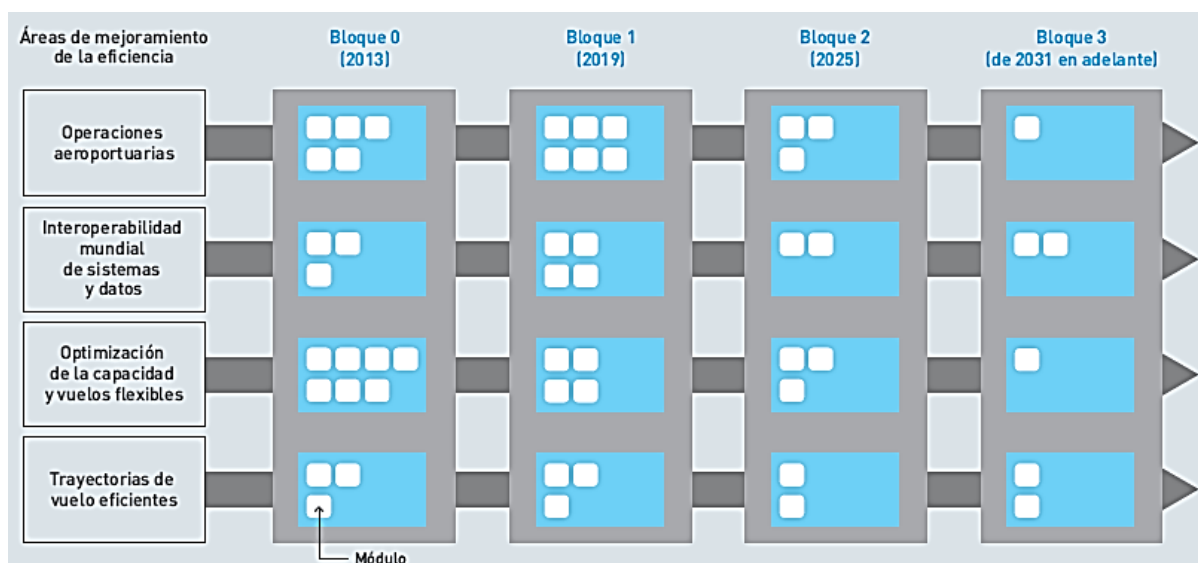 Áreas de mejoramiento
de la eficiencia
Bloque 0
(2013)
Bloque 1
(2019)
Bloque 2
(2025)
Bloque 3
(de 2031 en adelante)
Operaciones
aeroportuarias
Interoperabilidad
mundial
de sistemas
y datos
Optimización
de la capacidad
y vuelos flexibles
Trayectorias de
vuelo eficientes
Módulo